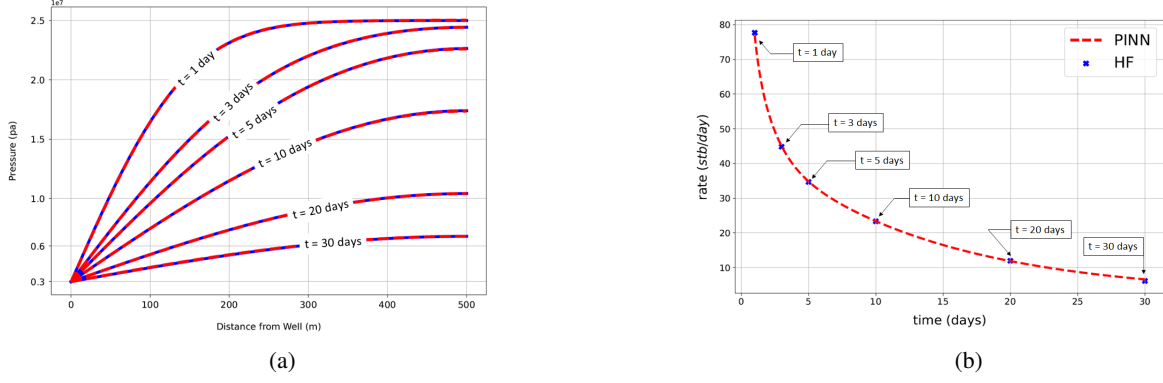 1e7
2.5
2.0
1.5
1.0
0.6
0.3
Pressure (pa)
t = 1 day
t = 3 days
t = 5 days
t = 10 days
t = 20 days
t = 30 days
0 100 200 300 400 500
Distance from Well (m)
(a)
80
70
60
50
40
30
20
10
rate (stb/day)
PINN
HF
t = 1 day
t = 3 days
t = 5 days
t = 10 days
t = 20 days
t = 30 days
0 5 10 15 20 25 30
time (days)
(b)